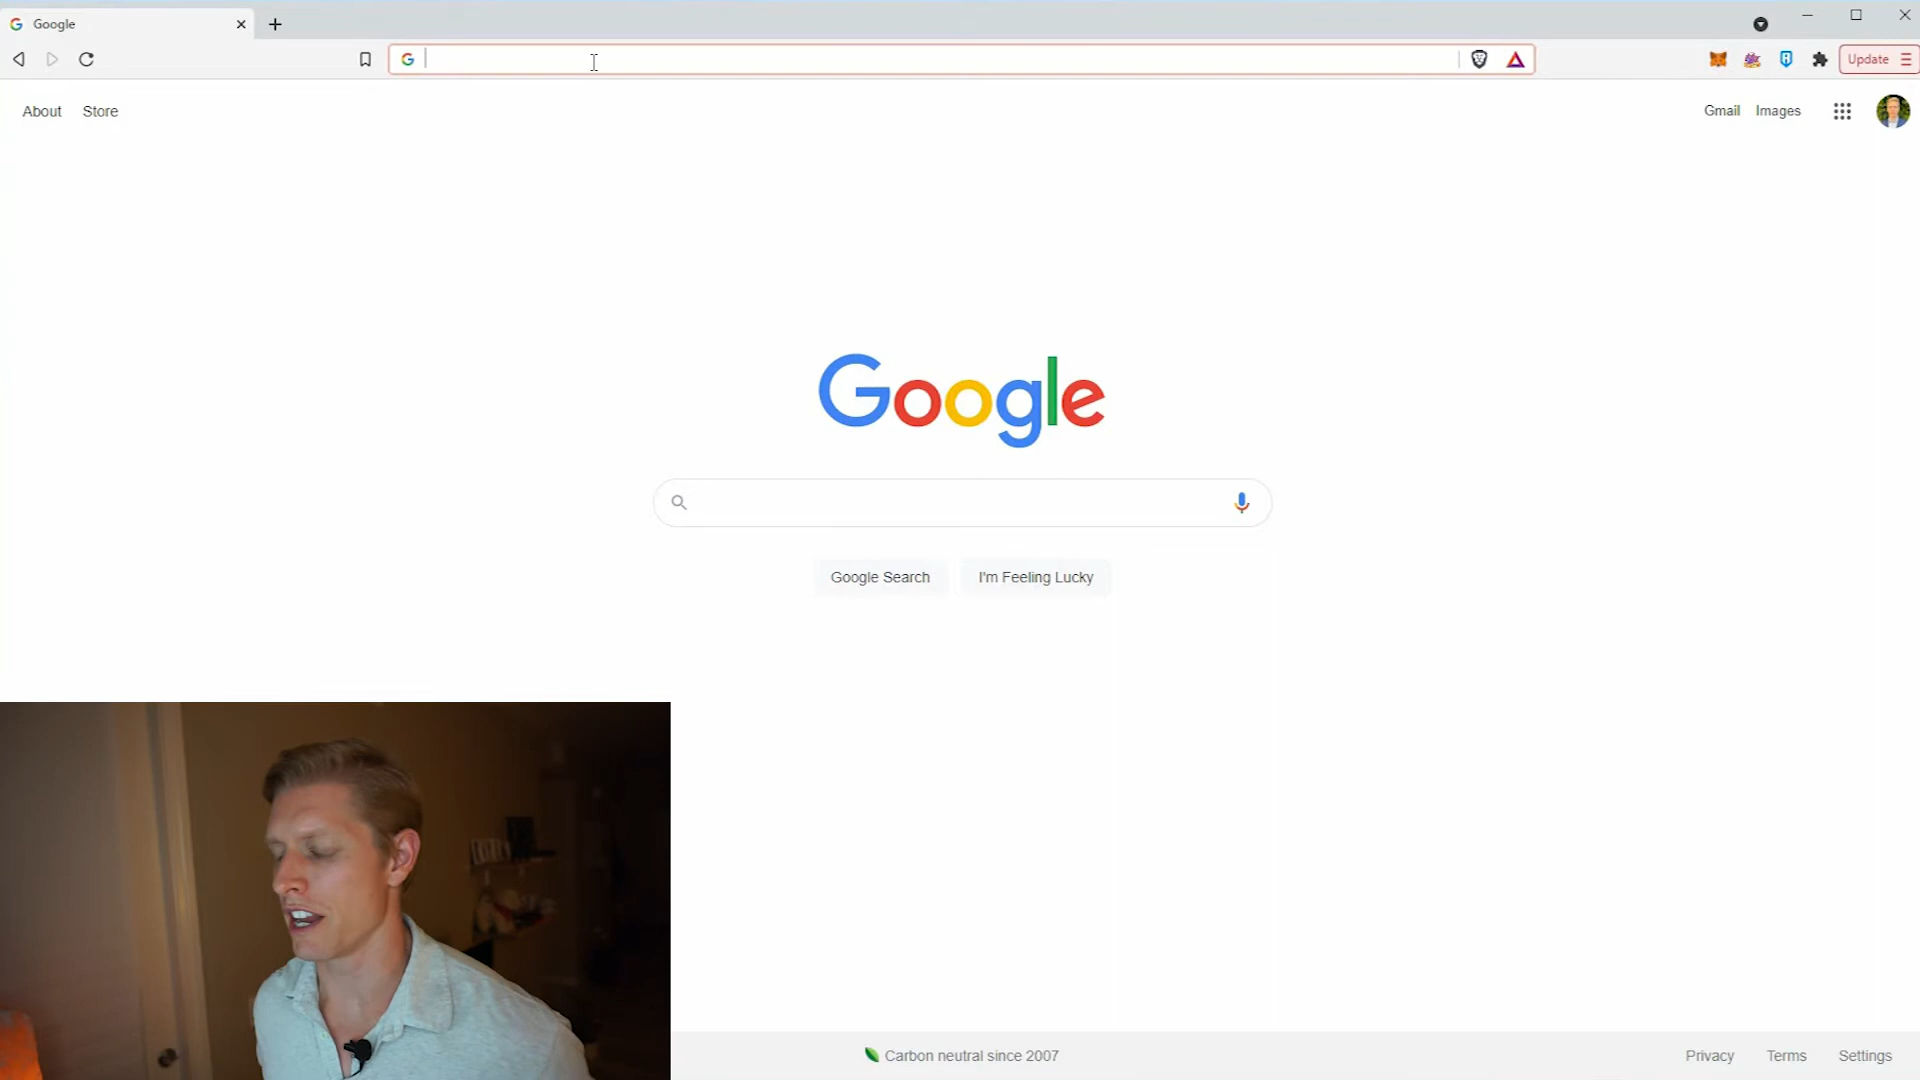 Google
Update
About Store
Gmail Images
Google
Google Search I'm Feeling Lucky
Carbon neutral since 2007
Privacy Terms Settings